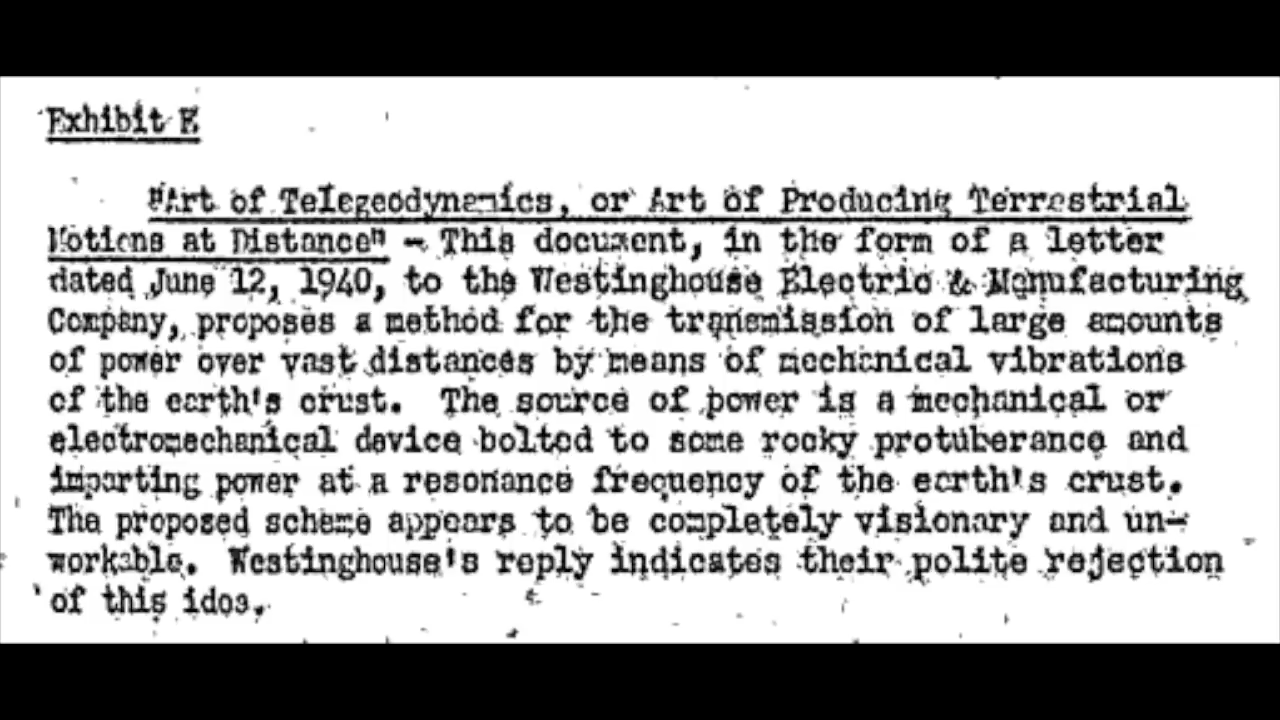 Exhibit E
"Art of Telegeodynamics, or Art of Producing Terrestrial
Motions at Distance" - This document, in the form of a letter
dated June 12, 1940, to the Westinghouse Electric & Manufacturing
Company, proposes a method for the transmission of large amounts
of power over vast distances by means of mechanical vibrations
of the earth's crust. The source of power is a mechanical or
electromechanical device bolted to some rocky protuberance and
imparting power at a resonance frequency of the earth's crust.
The proposed scheme appears to be completely visionary and un-
workable. Westinghouse's reply indicates their polite rejection
of this idea.